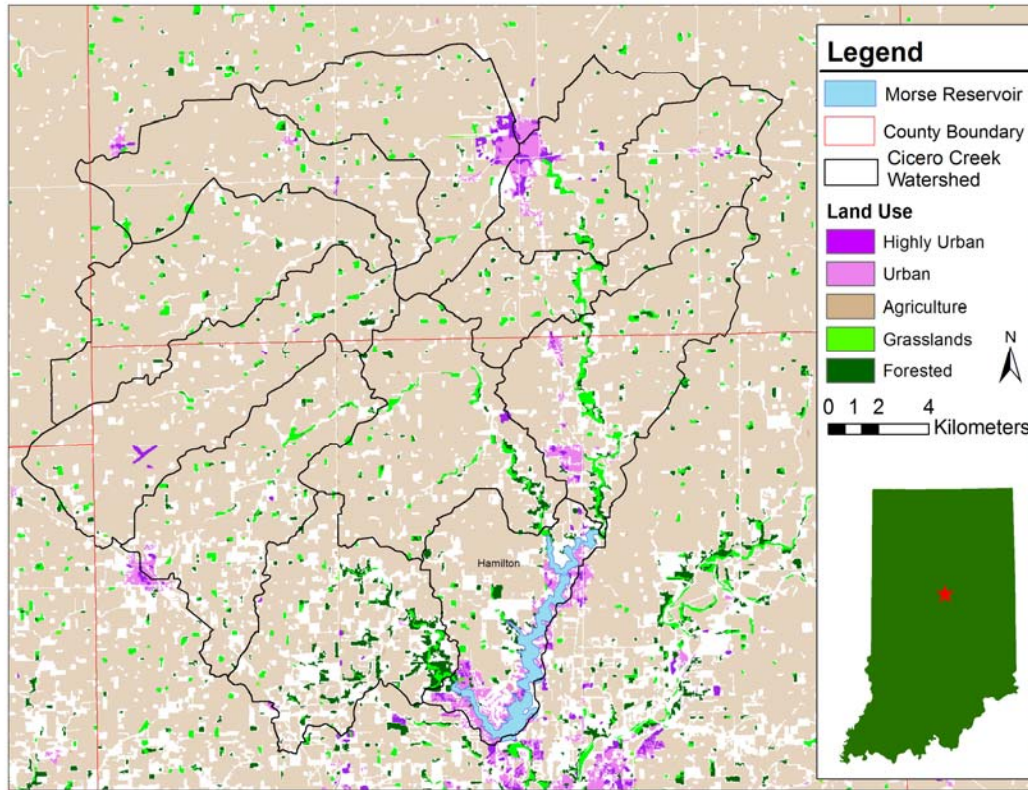 Legend
Morse Reservoir
County Boundary
Cicero Creek
Watershed
Land Use
Highly Urban
Urban
Agriculture
Grasslands
Forested
N
0 1 2 4
Kilometers
Hamilton